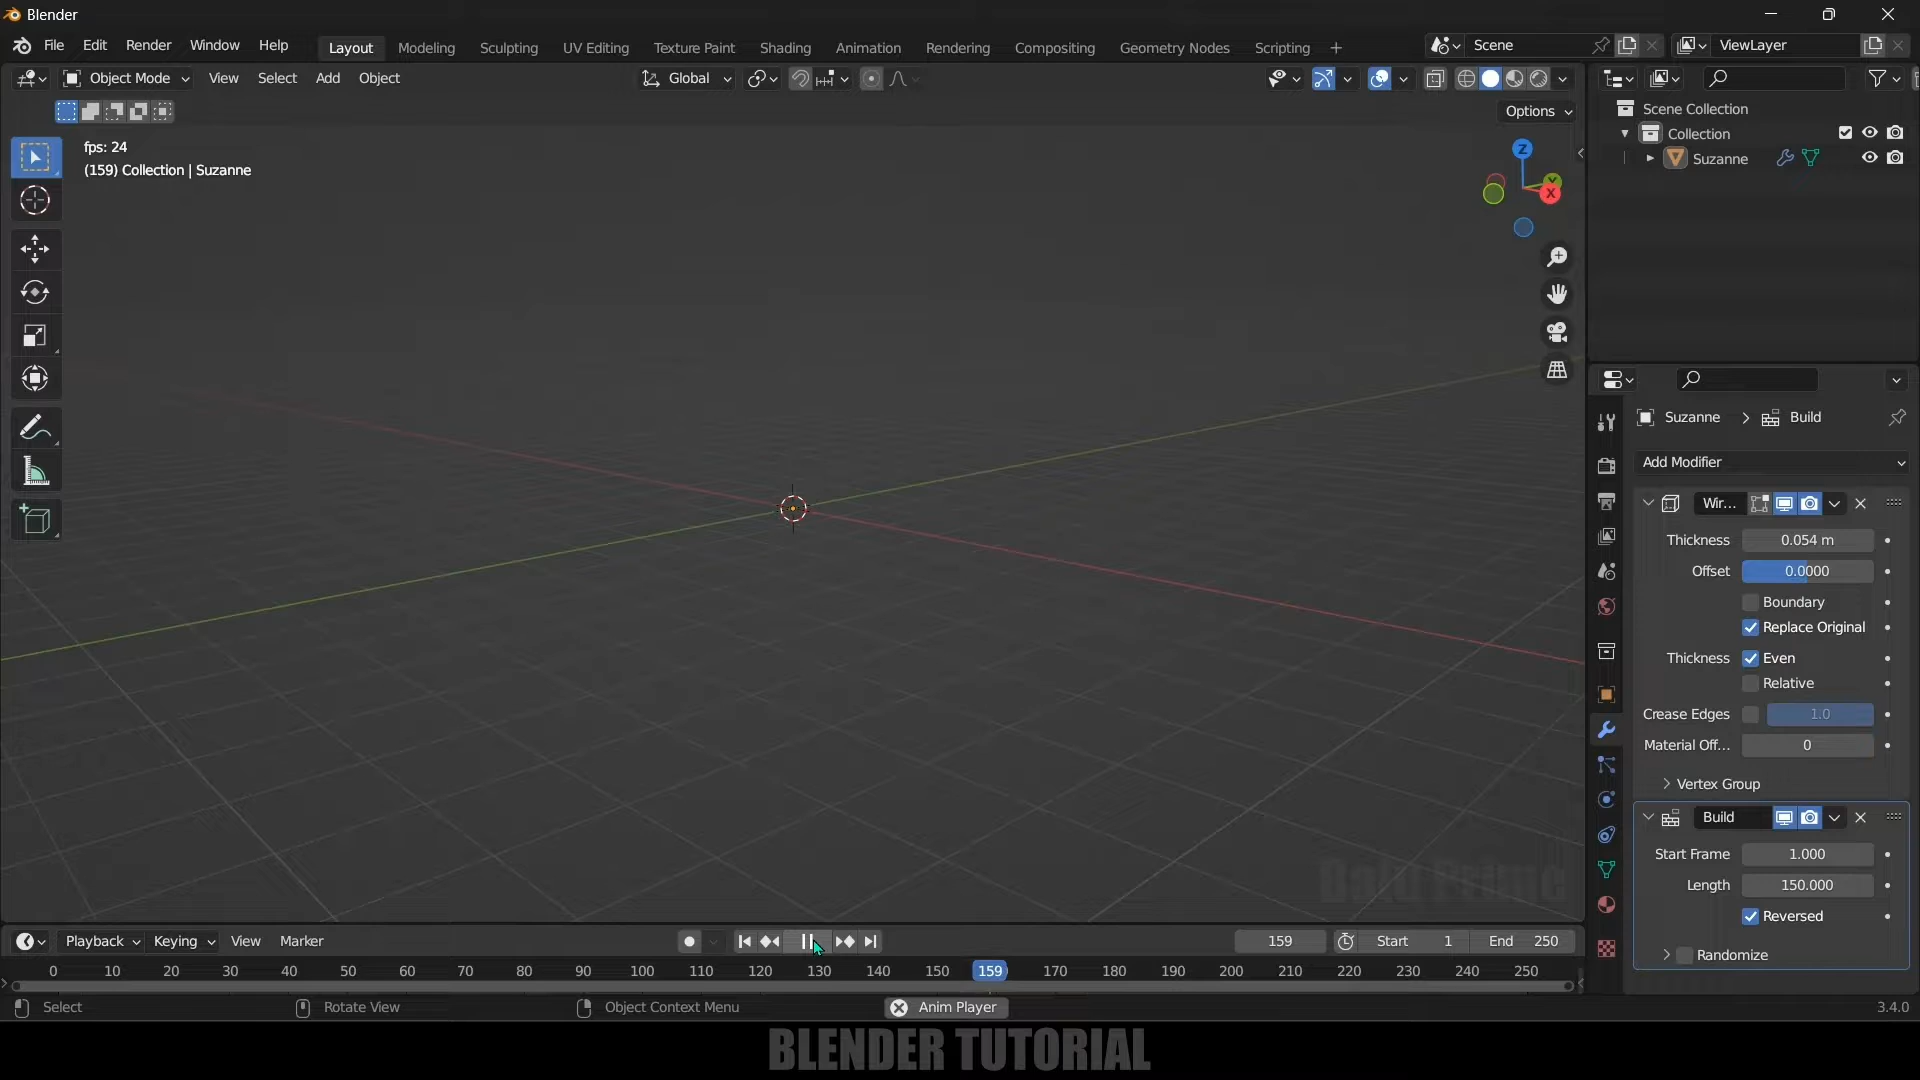 Blender
File Edit Render Window Help Layout Modeling Sculpting UV Editing Texture Paint Shading Animation Rendering Compositing Geometry Nodes Scripting + Scene ViewLayer
Object Mode View Select Add Object Global
Options
fps: 24
(159) Collection | Suzanne
Z
Y
X
Scene Collection
Collection
Suzanne
Suzanne > Build
Add Modifier
Wir...
Thickness 0.054 m
Offset 0.0000
Boundary
Replace Original
Thickness Even
Relative
Crease Edges 1.0
Material Off... 0
Vertex Group
Build
Start Frame 1.000
Length 150.000
Reversed
Randomize
Bald Prime
Playback Keying View Marker 159 Start 1 End 250
0 10 20 30 40 50 60 70 80 90 100 110 120 130 140 150 159 170 180 190 200 210 220 230 240 250
Select Rotate View Object Context Menu Anim Player 3.4.0
BLENDER TUTORIAL